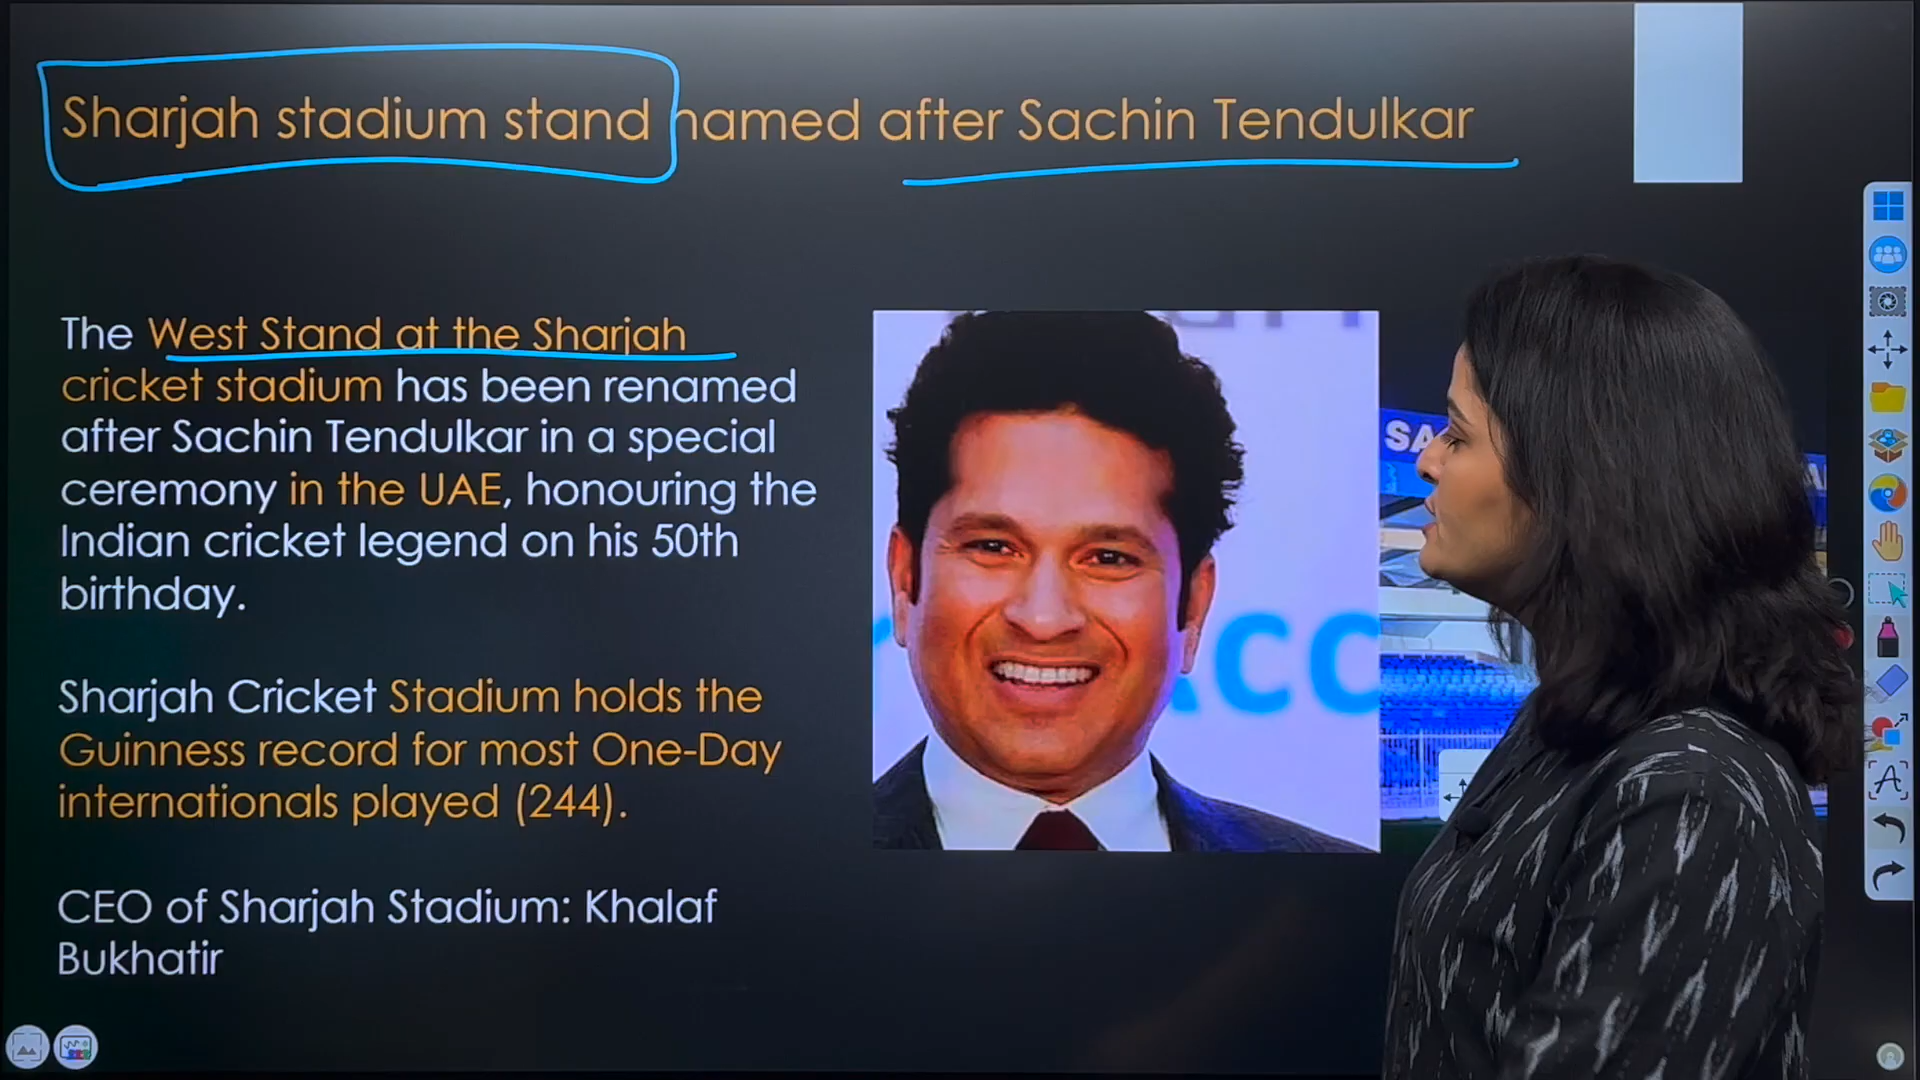 Sharjah stadium stand named after Sachin Tendulkar
The West Stand at the Sharjah
cricket stadium has been renamed
after Sachin Tendulkar in a special
ceremony in the UAE, honouring the
Indian cricket legend on his 50th
birthday.
Sharjah Cricket Stadium holds the
Guinness record for most One-Day
internationals played (244).
CEO of Sharjah Stadium: Khalaf
Bukhatir
ACC
SA
A